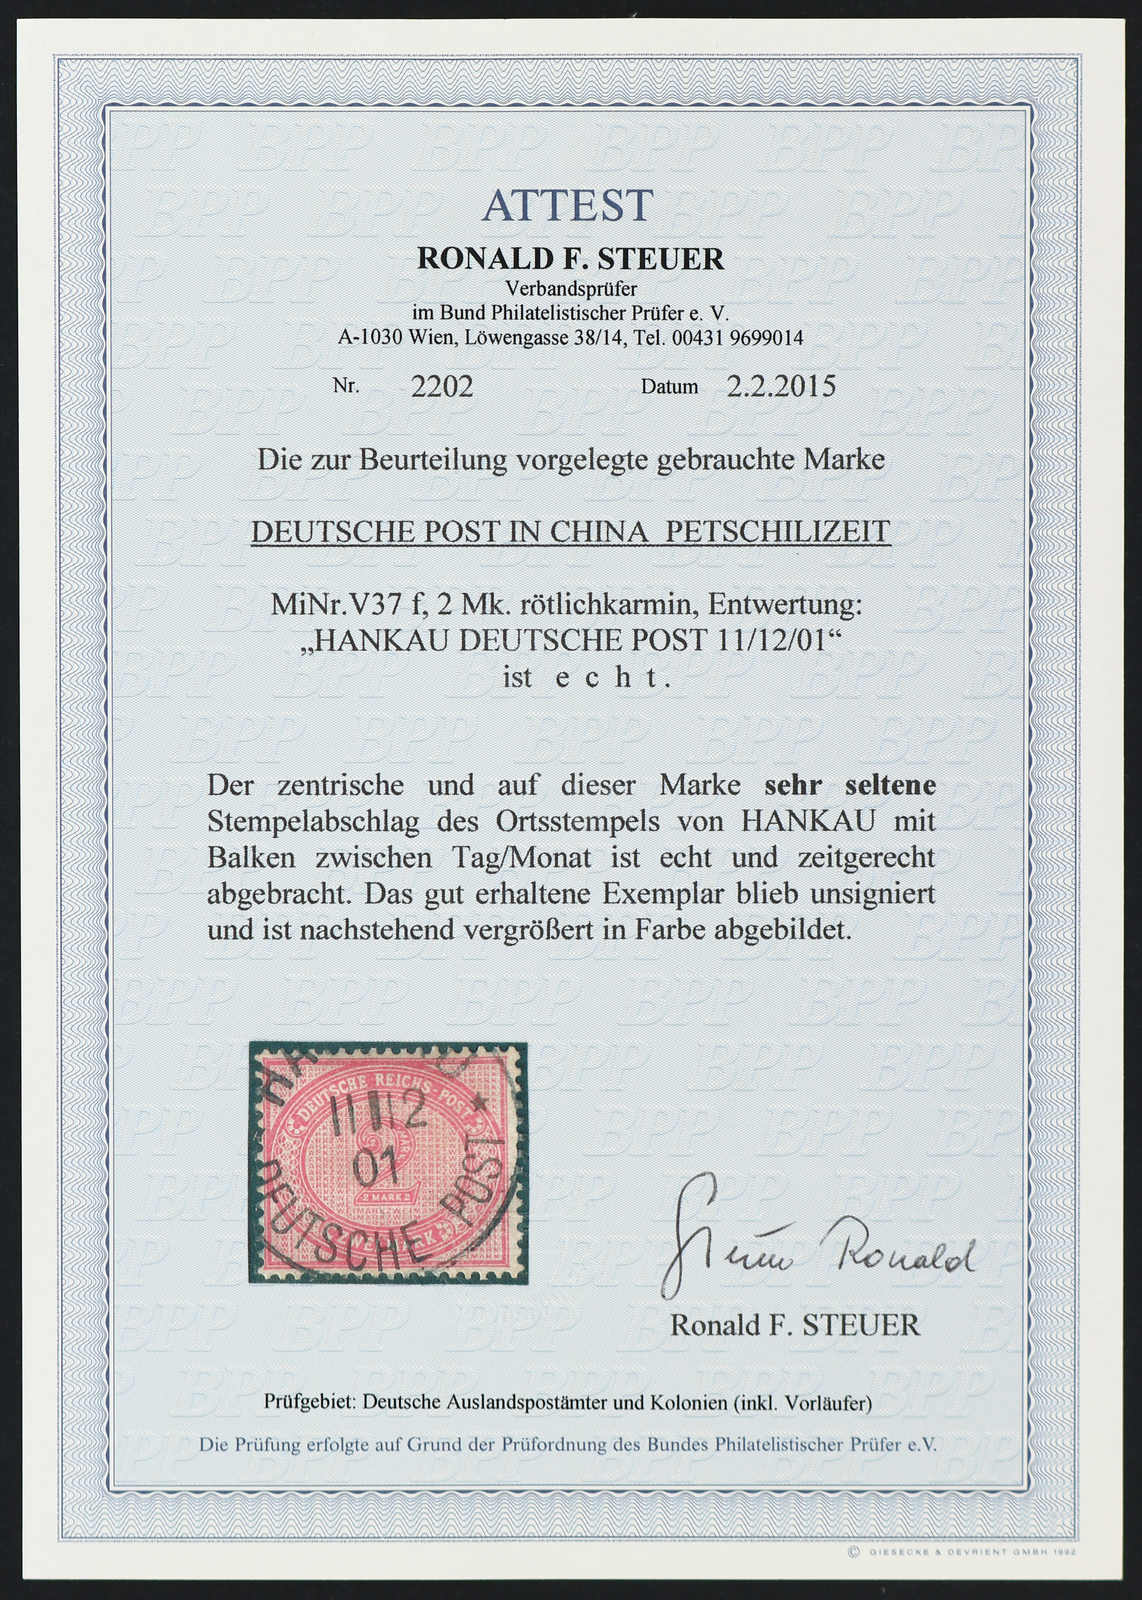 ATTEST
RONALD F. STEUER
Verbandsprüfer
im Bund Philatelistischer Prüfer e. V.
A-1030 Wien, Löwengasse 38/14, Tel. 00431 9699014
Nr. 2202 Datum 2.2.2015
Die zur Beurteilung vorgelegte gebrauchte Marke
DEUTSCHE POST IN CHINA PETSCHILIZEIT
MiNr.V37 f, 2 Mk. rötlichkarmin, Entwertung:
„HANKAU DEUTSCHE POST 11/12/01“
ist e c h t .
Der zentrische und auf dieser Marke sehr seltene
Stempelabschlag des Ortsstempels von HANKAU mit
Balken zwischen Tag/Monat ist echt und zeitgerecht
abgebracht. Das gut erhaltene Exemplar blieb unsigniert
und ist nachstehend vergrößert in Farbe abgebildet.
DEUTSCHE REICHS-POST
11 12
01
2 MARK 2
DEUTSCHE POST
Steuer Ronald
Ronald F. STEUER
Prüfgebiet: Deutsche Auslandspostämter und Kolonien (inkl. Vorläufer)
Die Prüfung erfolgte auf Grund der Prüfordnung des Bundes Philatelistischer Prüfer e.V.
© GIESECKE & DEVRIENT GMBH 1992